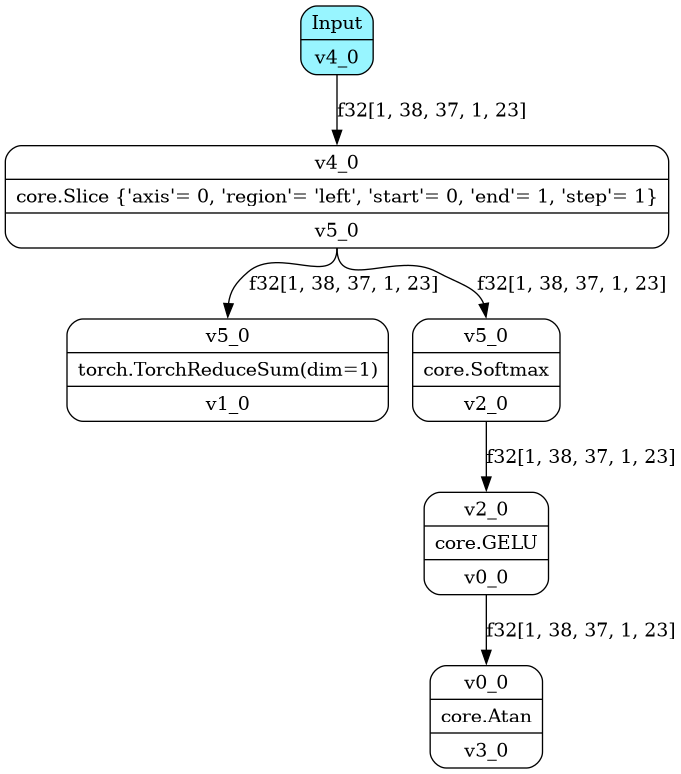 Input
v4_0
f32[1, 38, 37, 1, 23]
v4_0
core.Slice {'axis'= 0, 'region'= 'left', 'start'= 0, 'end'= 1, 'step'= 1}
v5_0
f32[1, 38, 37, 1, 23]
f32[1, 38, 37, 1, 23]
v5_0
torch.TorchReduceSum(dim=1)
v1_0
v5_0
core.Softmax
v2_0
f32[1, 38, 37, 1, 23]
v2_0
core.GELU
v0_0
f32[1, 38, 37, 1, 23]
v0_0
core.Atan
v3_0